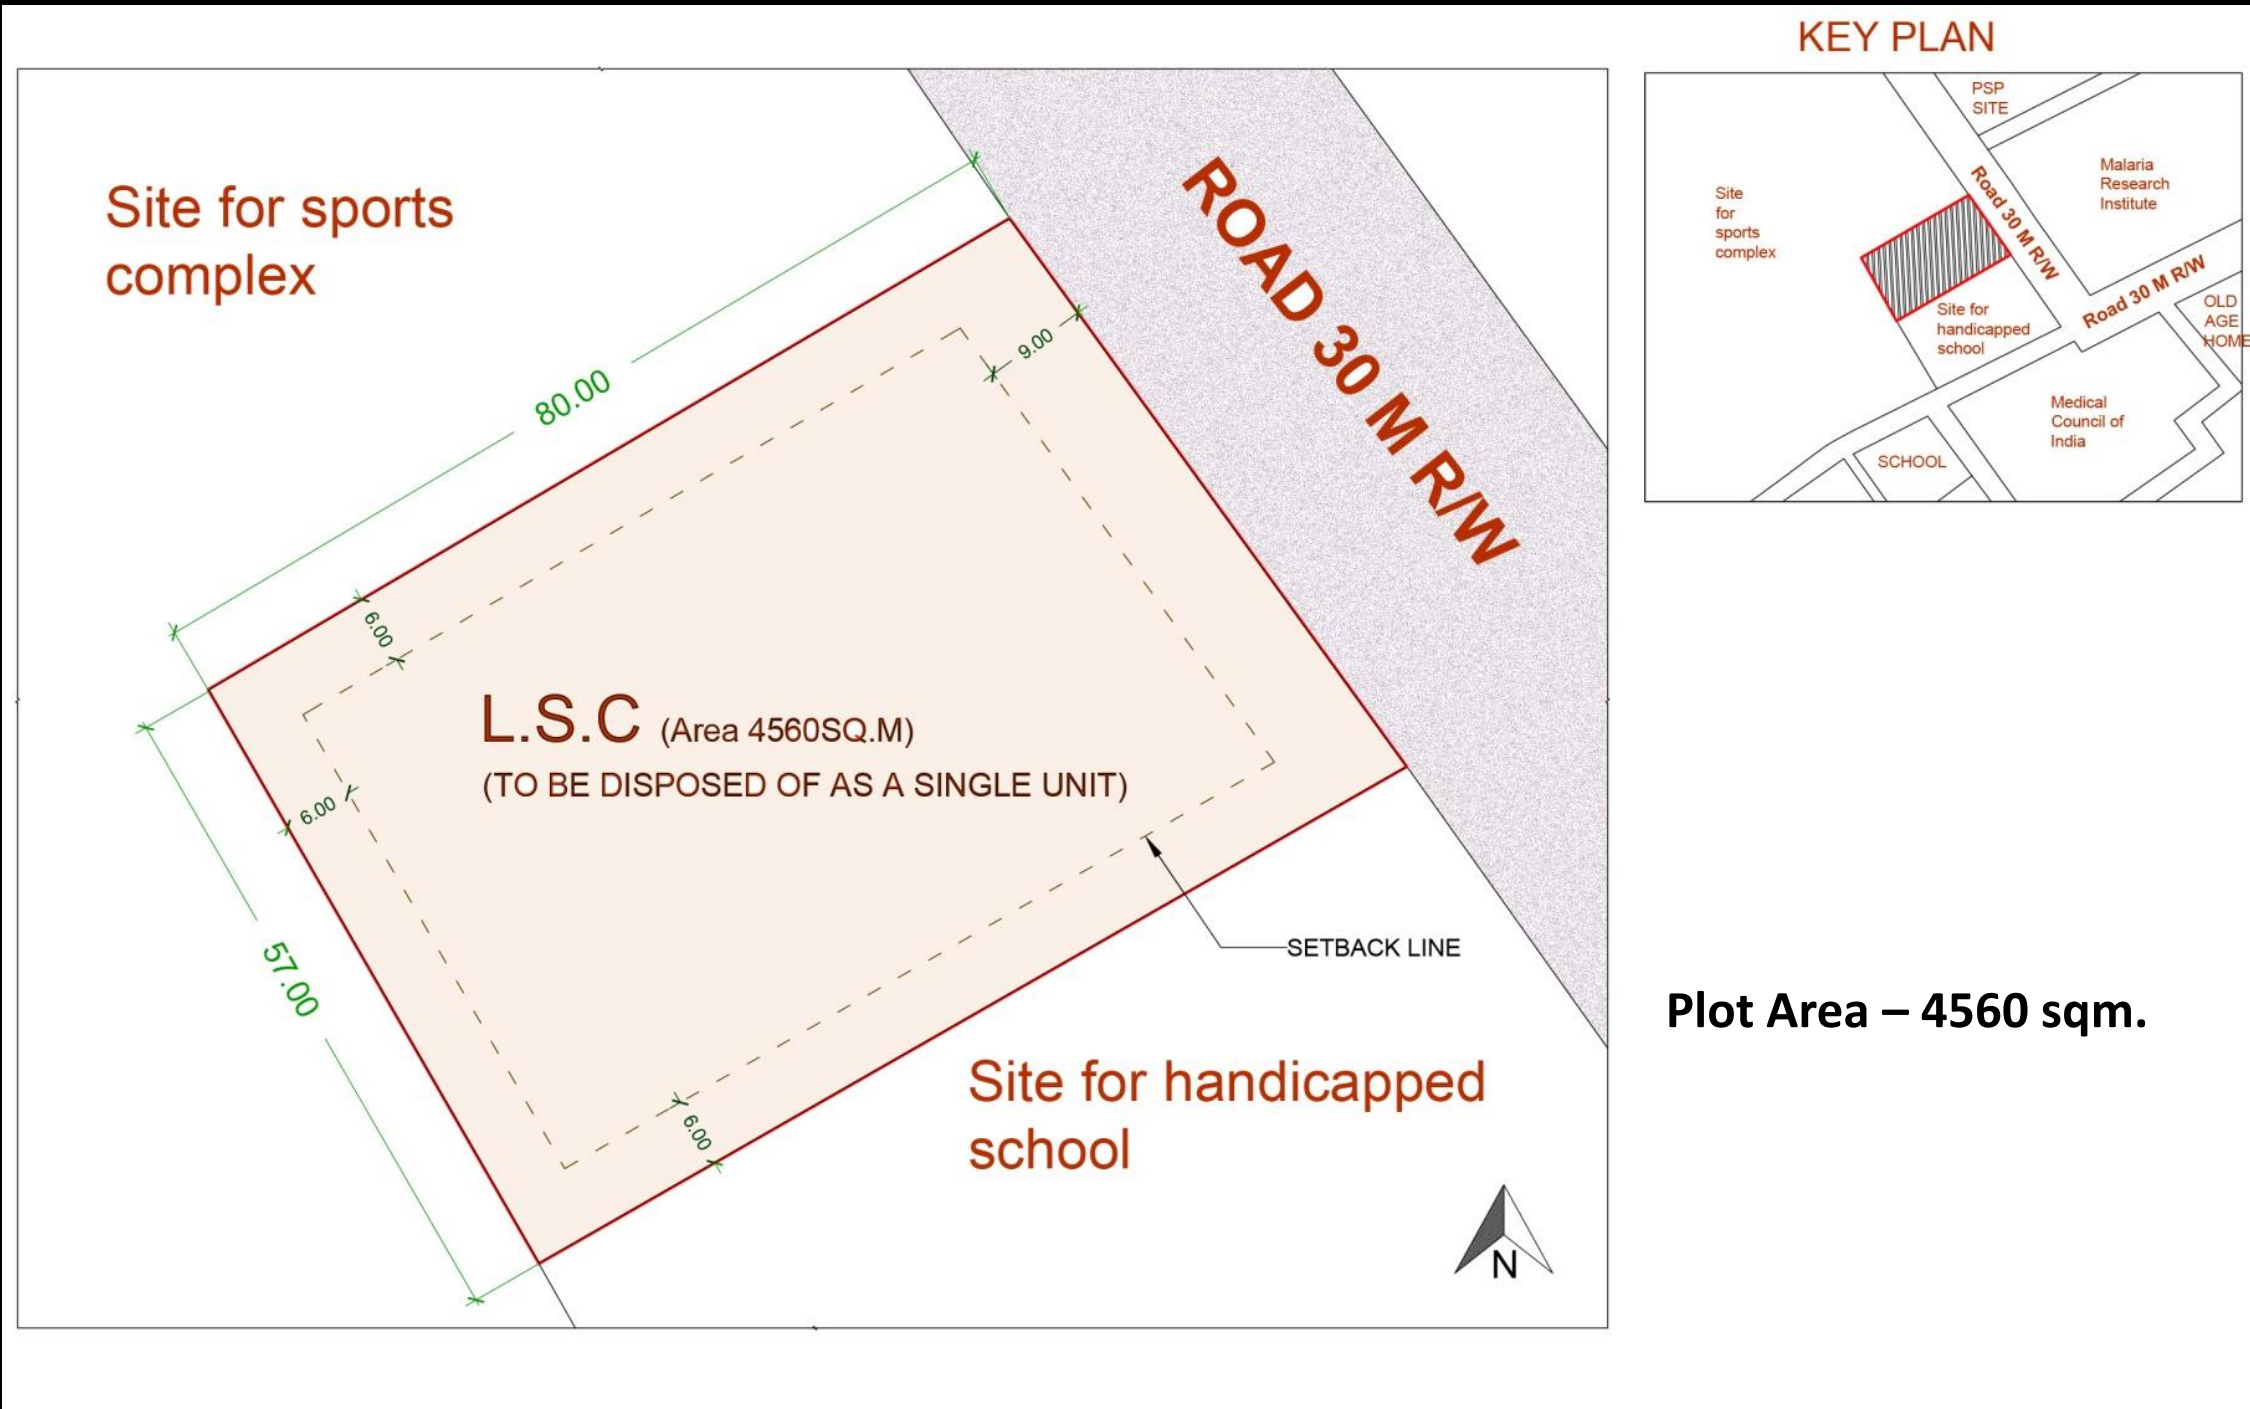 KEY PLAN
Site for sports
complex
ROAD 30 M R/W
80.00
9.00
6.00
L.S.C (Area 4560SQ.M)
(TO BE DISPOSED OF AS A SINGLE UNIT)
6.00
57.00
6.00
SETBACK LINE
Site for handicapped
school
N
PSP
SITE
Malaria
Research
Institute
Site
for
sports
complex
Road 30 M R/W
Road 30 M R/W
Site for
handicapped
school
OLD
AGE
HOME
Medical
Council of
India
SCHOOL
Plot Area – 4560 sqm.